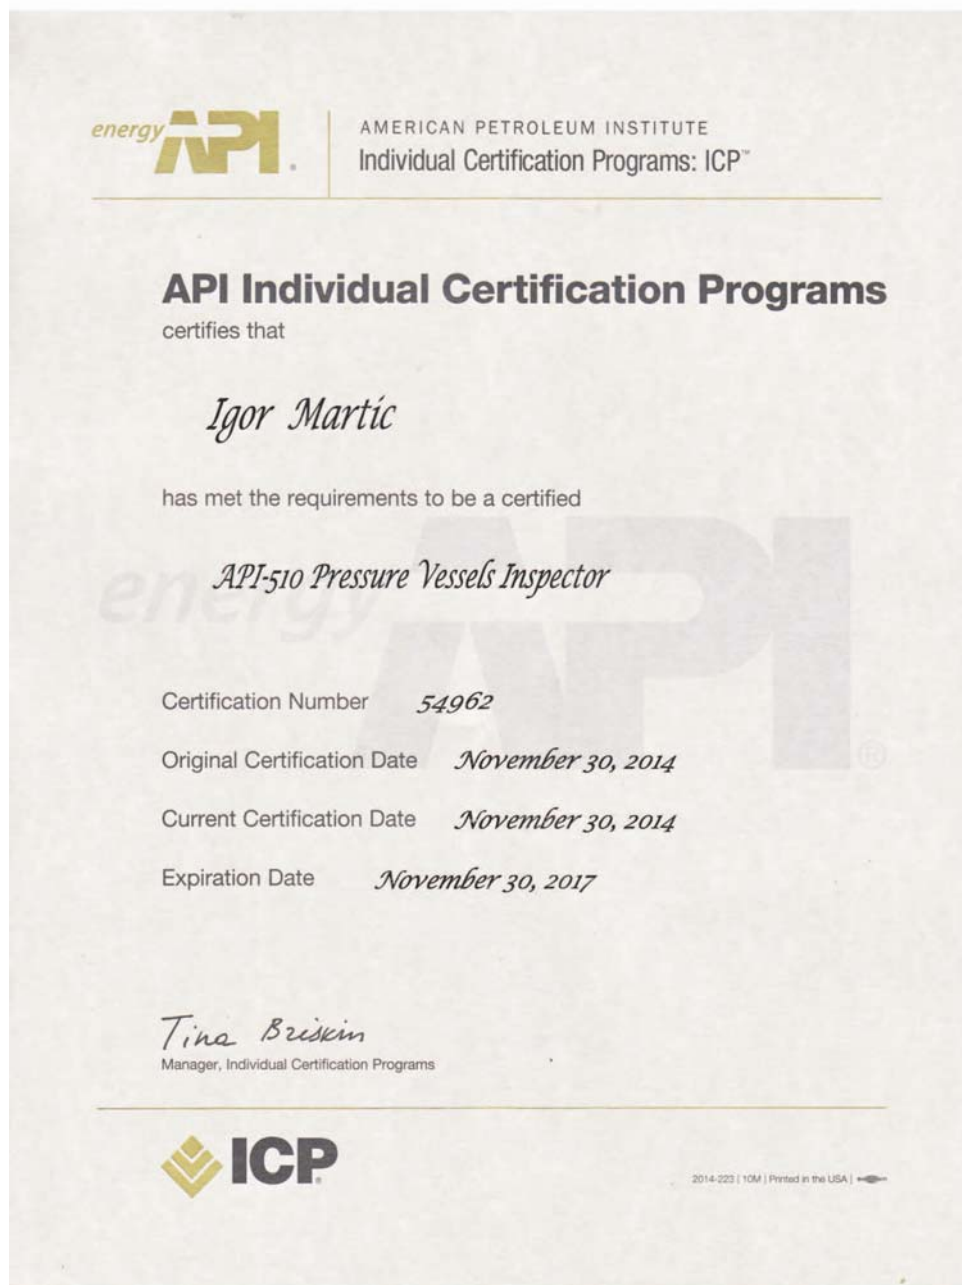 energy API ®
AMERICAN PETROLEUM INSTITUTE
Individual Certification Programs: ICP™
API Individual Certification Programs
certifies that
Igor Martic
has met the requirements to be a certified
API-510 Pressure Vessels Inspector
energy API ®
Certification Number 54962
Original Certification Date November 30, 2014
Current Certification Date November 30, 2014
Expiration Date November 30, 2017
Tina Briskin
Manager, Individual Certification Programs
ICP
2014-223 | 10M | Printed in the USA |